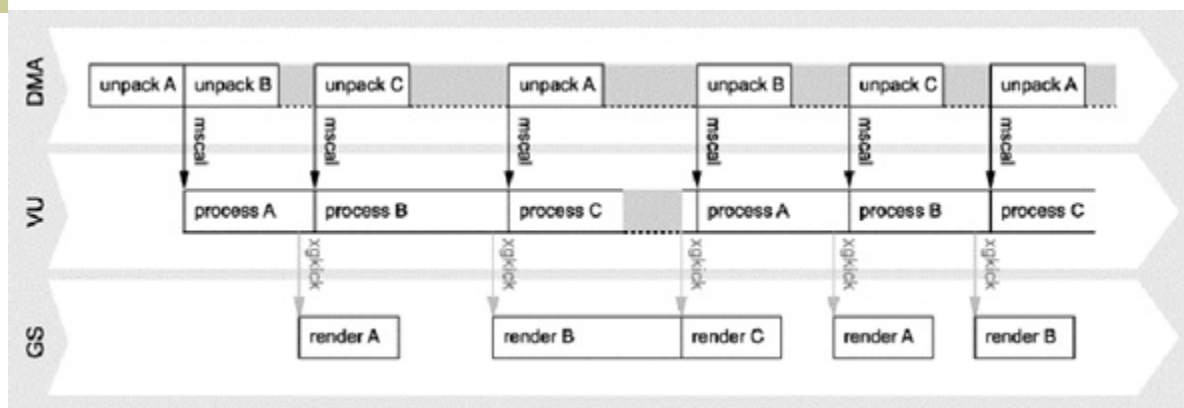 DMA
unpack A unpack B unpack C unpack A unpack B unpack C unpack A
mscal mscal mscal mscal mscal mscal
VU
process A process B process C process A process B process C
xgkick xgkick xgkick xgkick xgkick
GS
render A render B render C render A render B